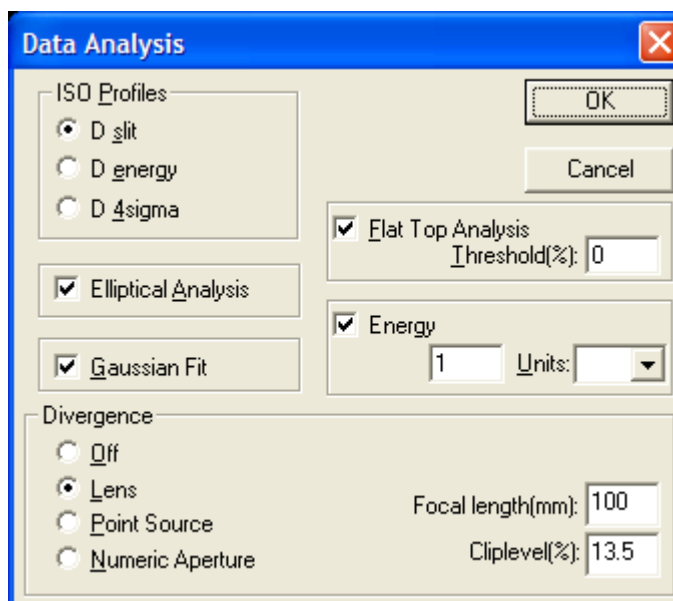 Data Analysis
ISO Profiles
D slit
D energy
D 4sigma
OK
Cancel
Flat Top Analysis
Threshold(%): 0
Elliptical Analysis
Energy
1 Units:
Gaussian Fit
Divergence
Off
Lens
Point Source
Numeric Aperture
Focal length(mm): 100
Cliplevel(%): 13.5